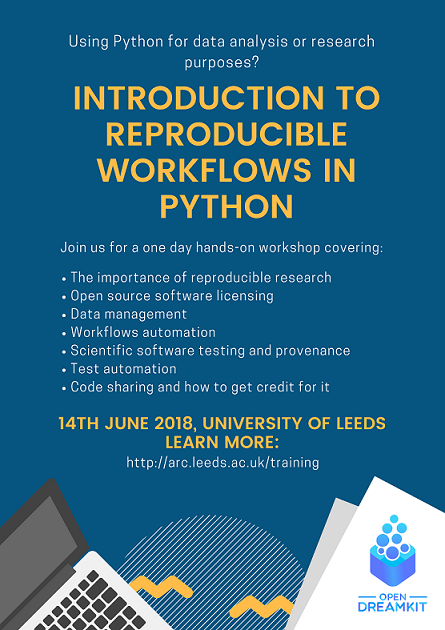 Using Python for data analysis or research
purposes?
INTRODUCTION TO
REPRODUCIBLE
WORKFLOWS IN
PYTHON
Join us for a one day hands-on workshop covering:
• The importance of reproducible research
• Open source software licensing
• Data management
• Workflows automation
• Scientific software testing and provenance
• Test automation
• Code sharing and how to get credit for it
14TH JUNE 2018, UNIVERSITY OF LEEDS
LEARN MORE:
http://arc.leeds.ac.uk/training
OPEN
DREAMKIT